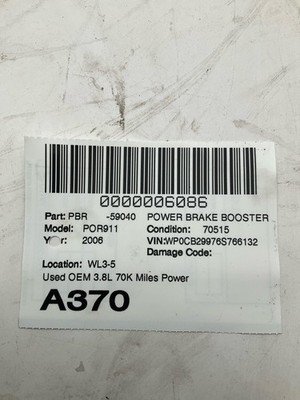 0000006086
Part: PBR -59040 POWER BRAKE BOOSTER
Model: POR911 Condition: 70515
Year: 2006 VIN:WP0CB29976S766132
Damage Code:
Location: WL3-5
Used OEM 3.8L 70K Miles Power
A370